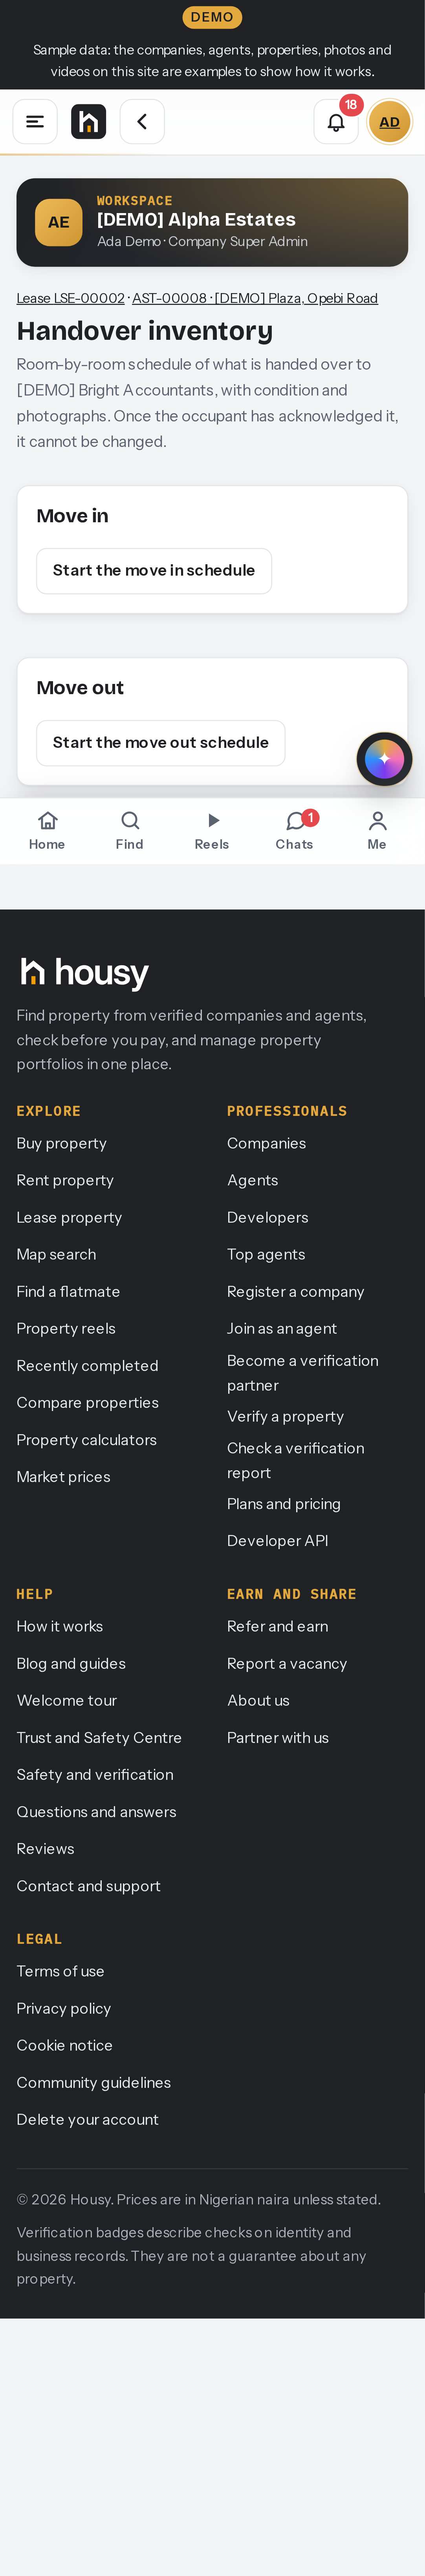 DEMO
Sample data: the companies, agents, properties, photos and
videos on this site are examples to show how it works.
18
AD
AE
WORKSPACE
[DEMO] Alpha Estates
Ada Demo · Company Super Admin
Lease LSE-00002 · AST-00008 · [DEMO] Plaza, Opebi Road
Handover inventory
Room-by-room schedule of what is handed over to
[DEMO] Bright Accountants, with condition and
photographs. Once the occupant has acknowledged it,
it cannot be changed.
Move in
Start the move in schedule
Move out
Start the move out schedule
1
Home
Find
Reels
Chats
Me
housy
Find property from verified companies and agents,
check before you pay, and manage property
portfolios in one place.
EXPLORE
Buy property
Rent property
Lease property
Map search
Find a flatmate
Property reels
Recently completed
Compare properties
Property calculators
Market prices
PROFESSIONALS
Companies
Agents
Developers
Top agents
Register a company
Join as an agent
Become a verification
partner
Verify a property
Check a verification
report
Plans and pricing
Developer API
HELP
How it works
Blog and guides
Welcome tour
Trust and Safety Centre
Safety and verification
Questions and answers
Reviews
Contact and support
EARN AND SHARE
Refer and earn
Report a vacancy
About us
Partner with us
LEGAL
Terms of use
Privacy policy
Cookie notice
Community guidelines
Delete your account
© 2026 Housy. Prices are in Nigerian naira unless stated.
Verification badges describe checks on identity and
business records. They are not a guarantee about any
property.